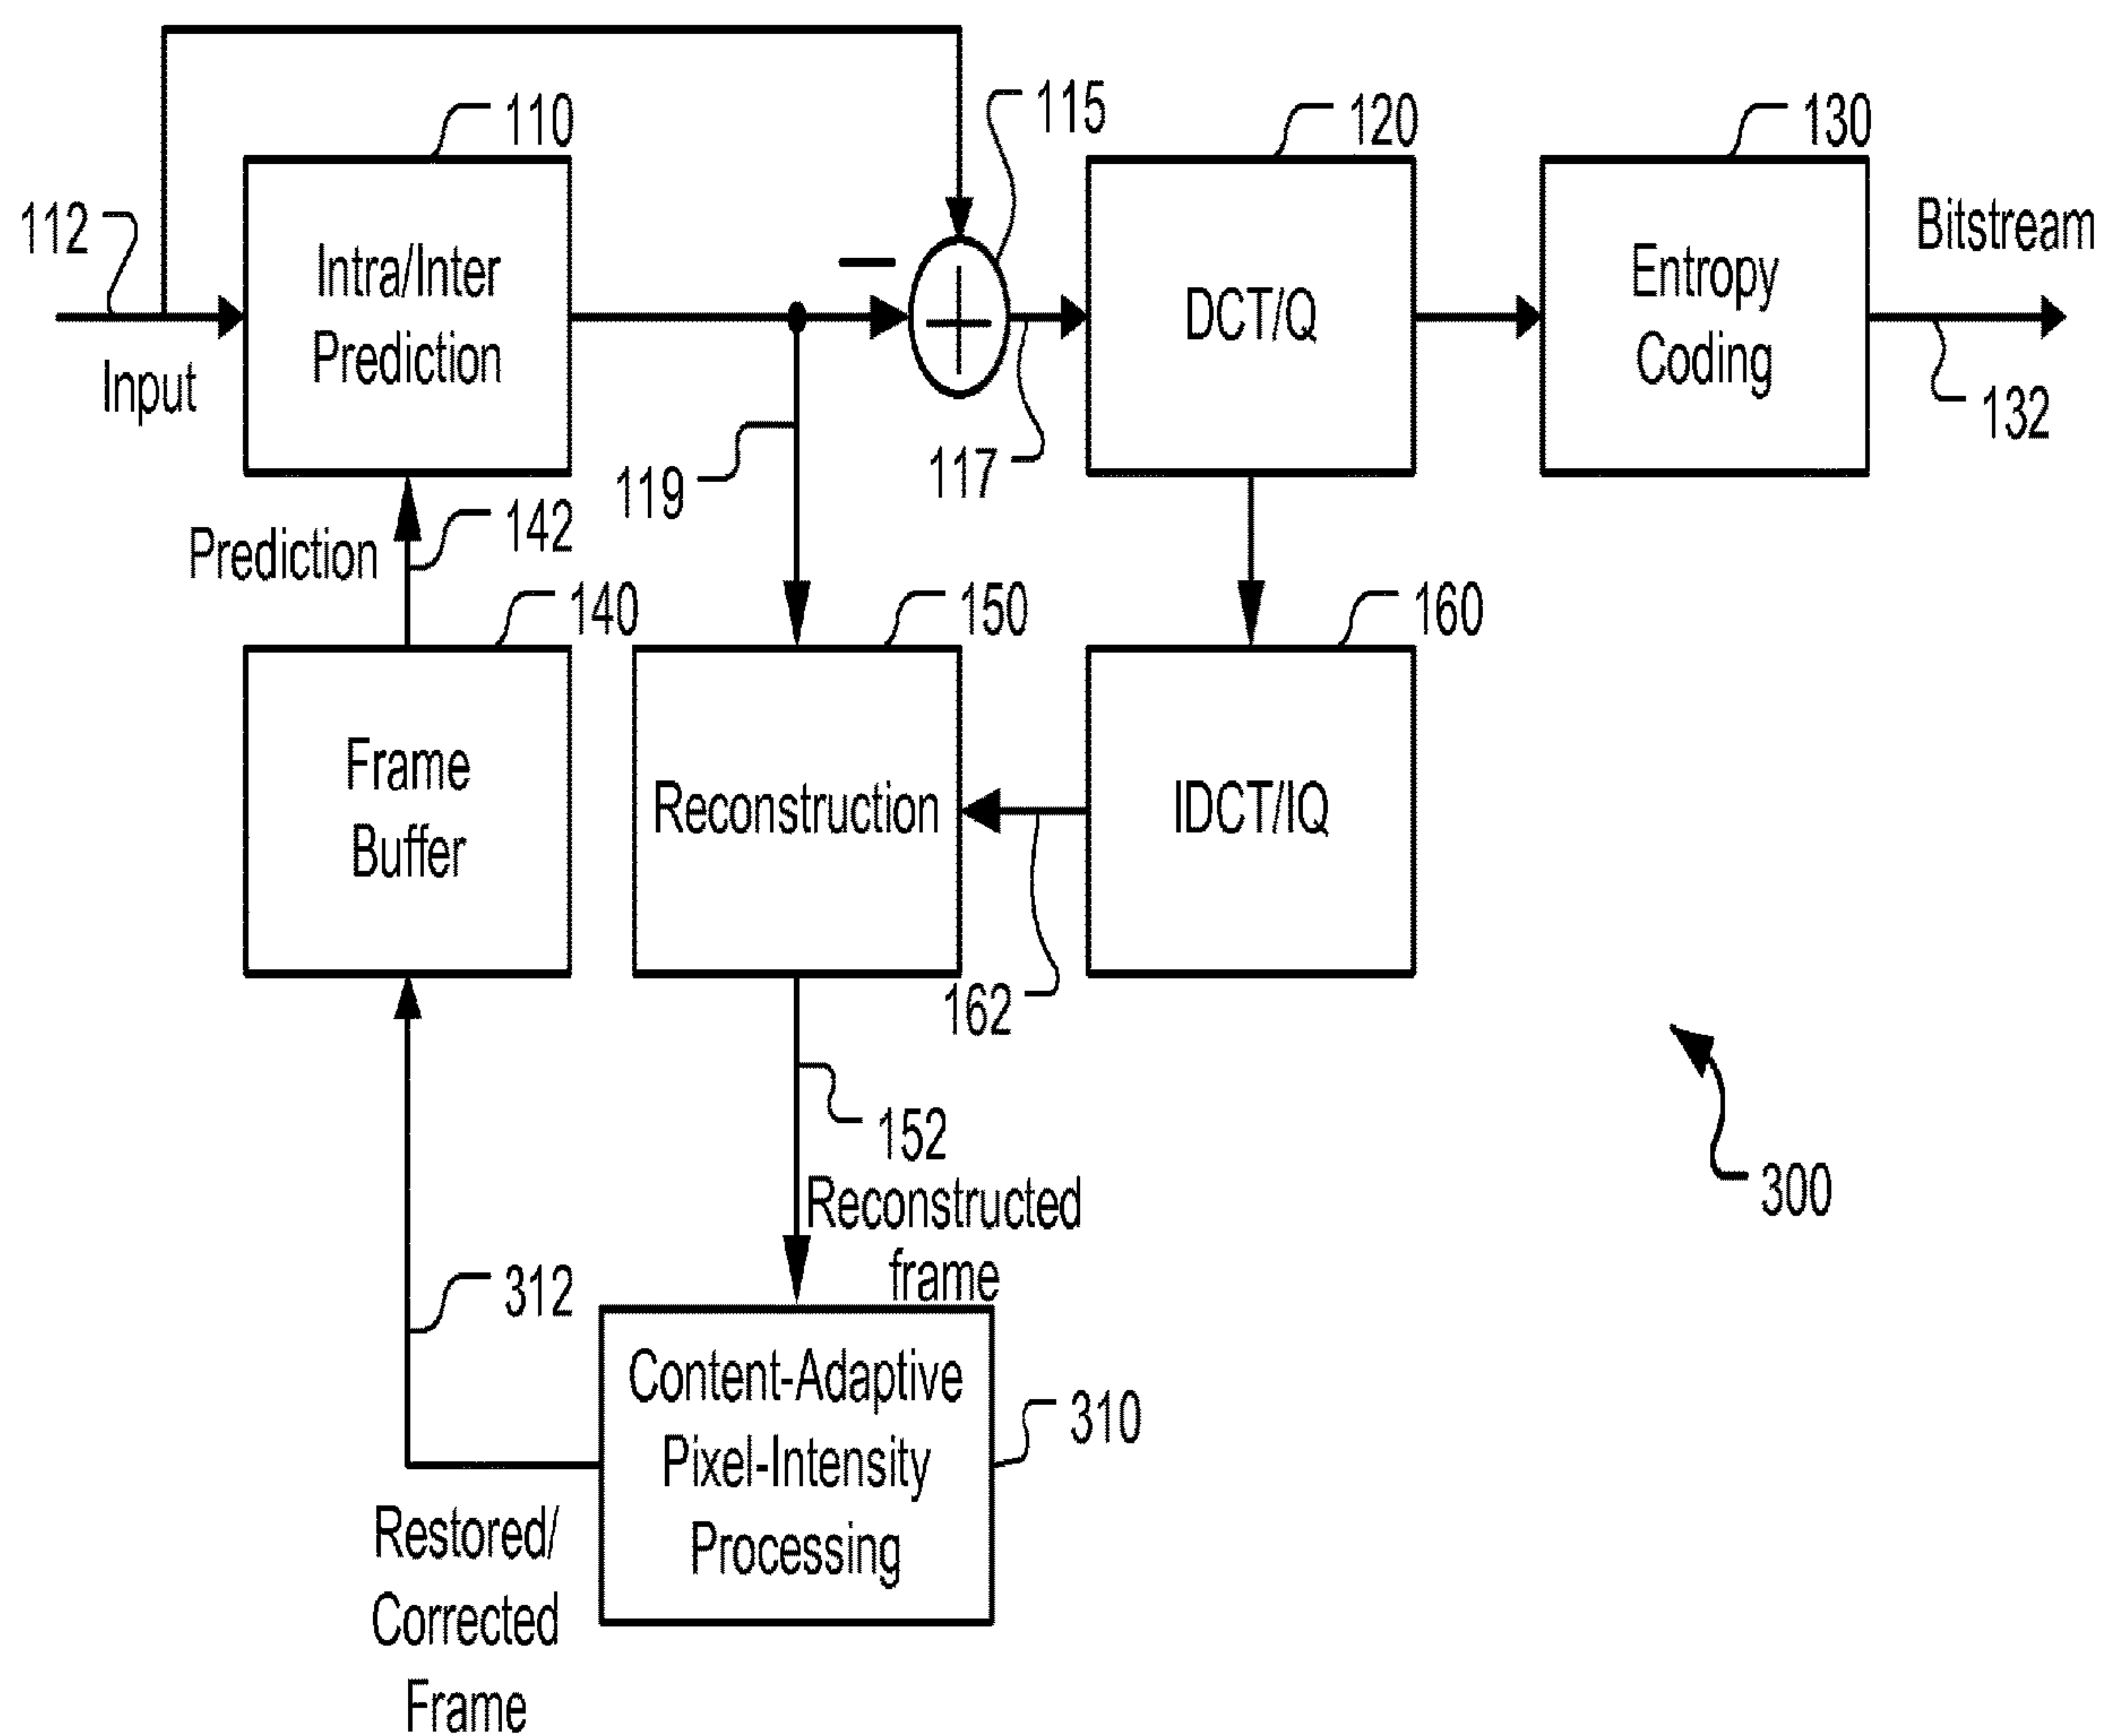 110
115
120
130
112
Input
Intra/Inter
Prediction
−
+
DCT/Q
Entropy
Coding
Bitstream
132
119
117
Prediction
142
140
150
160
Frame
Buffer
Reconstruction
IDCT/IQ
162
152
Reconstructed
frame
300
312
Content-Adaptive
Pixel-Intensity
Processing
310
Restored/
Corrected
Frame